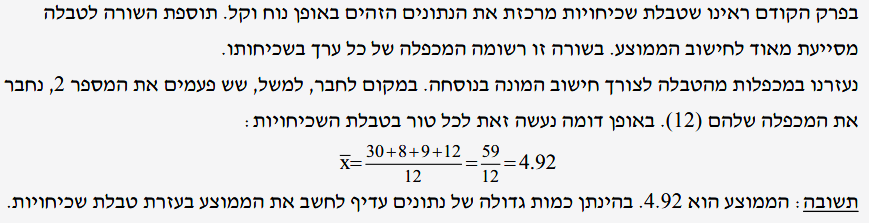 בפרק הקודם ראינו שטבלת שכיחויות מרכזת את הנתונים הזהים באופן נוח וקל. תוספת השורה לטבלה
מסייעת מאוד לחישוב הממוצע. בשורה זו רשומה המכפלה של כל ערך בשכיחותו.
נעזרנו במכפלות מהטבלה לצורך חישוב המונה בנוסחה. במקום לחבר, למשל, שש פעמים את המספר 2, נחבר
את המכפלה שלהם (12). באופן דומה נעשה זאת לכל טור בטבלת השכיחויות:
x̅ = (30+8+9+12)/12 = 59/12 = 4.92
תשובה: הממוצע הוא 4.92. בהינתן כמות גדולה של נתונים עדיף לחשב את הממוצע בעזרת טבלת שכיחויות.